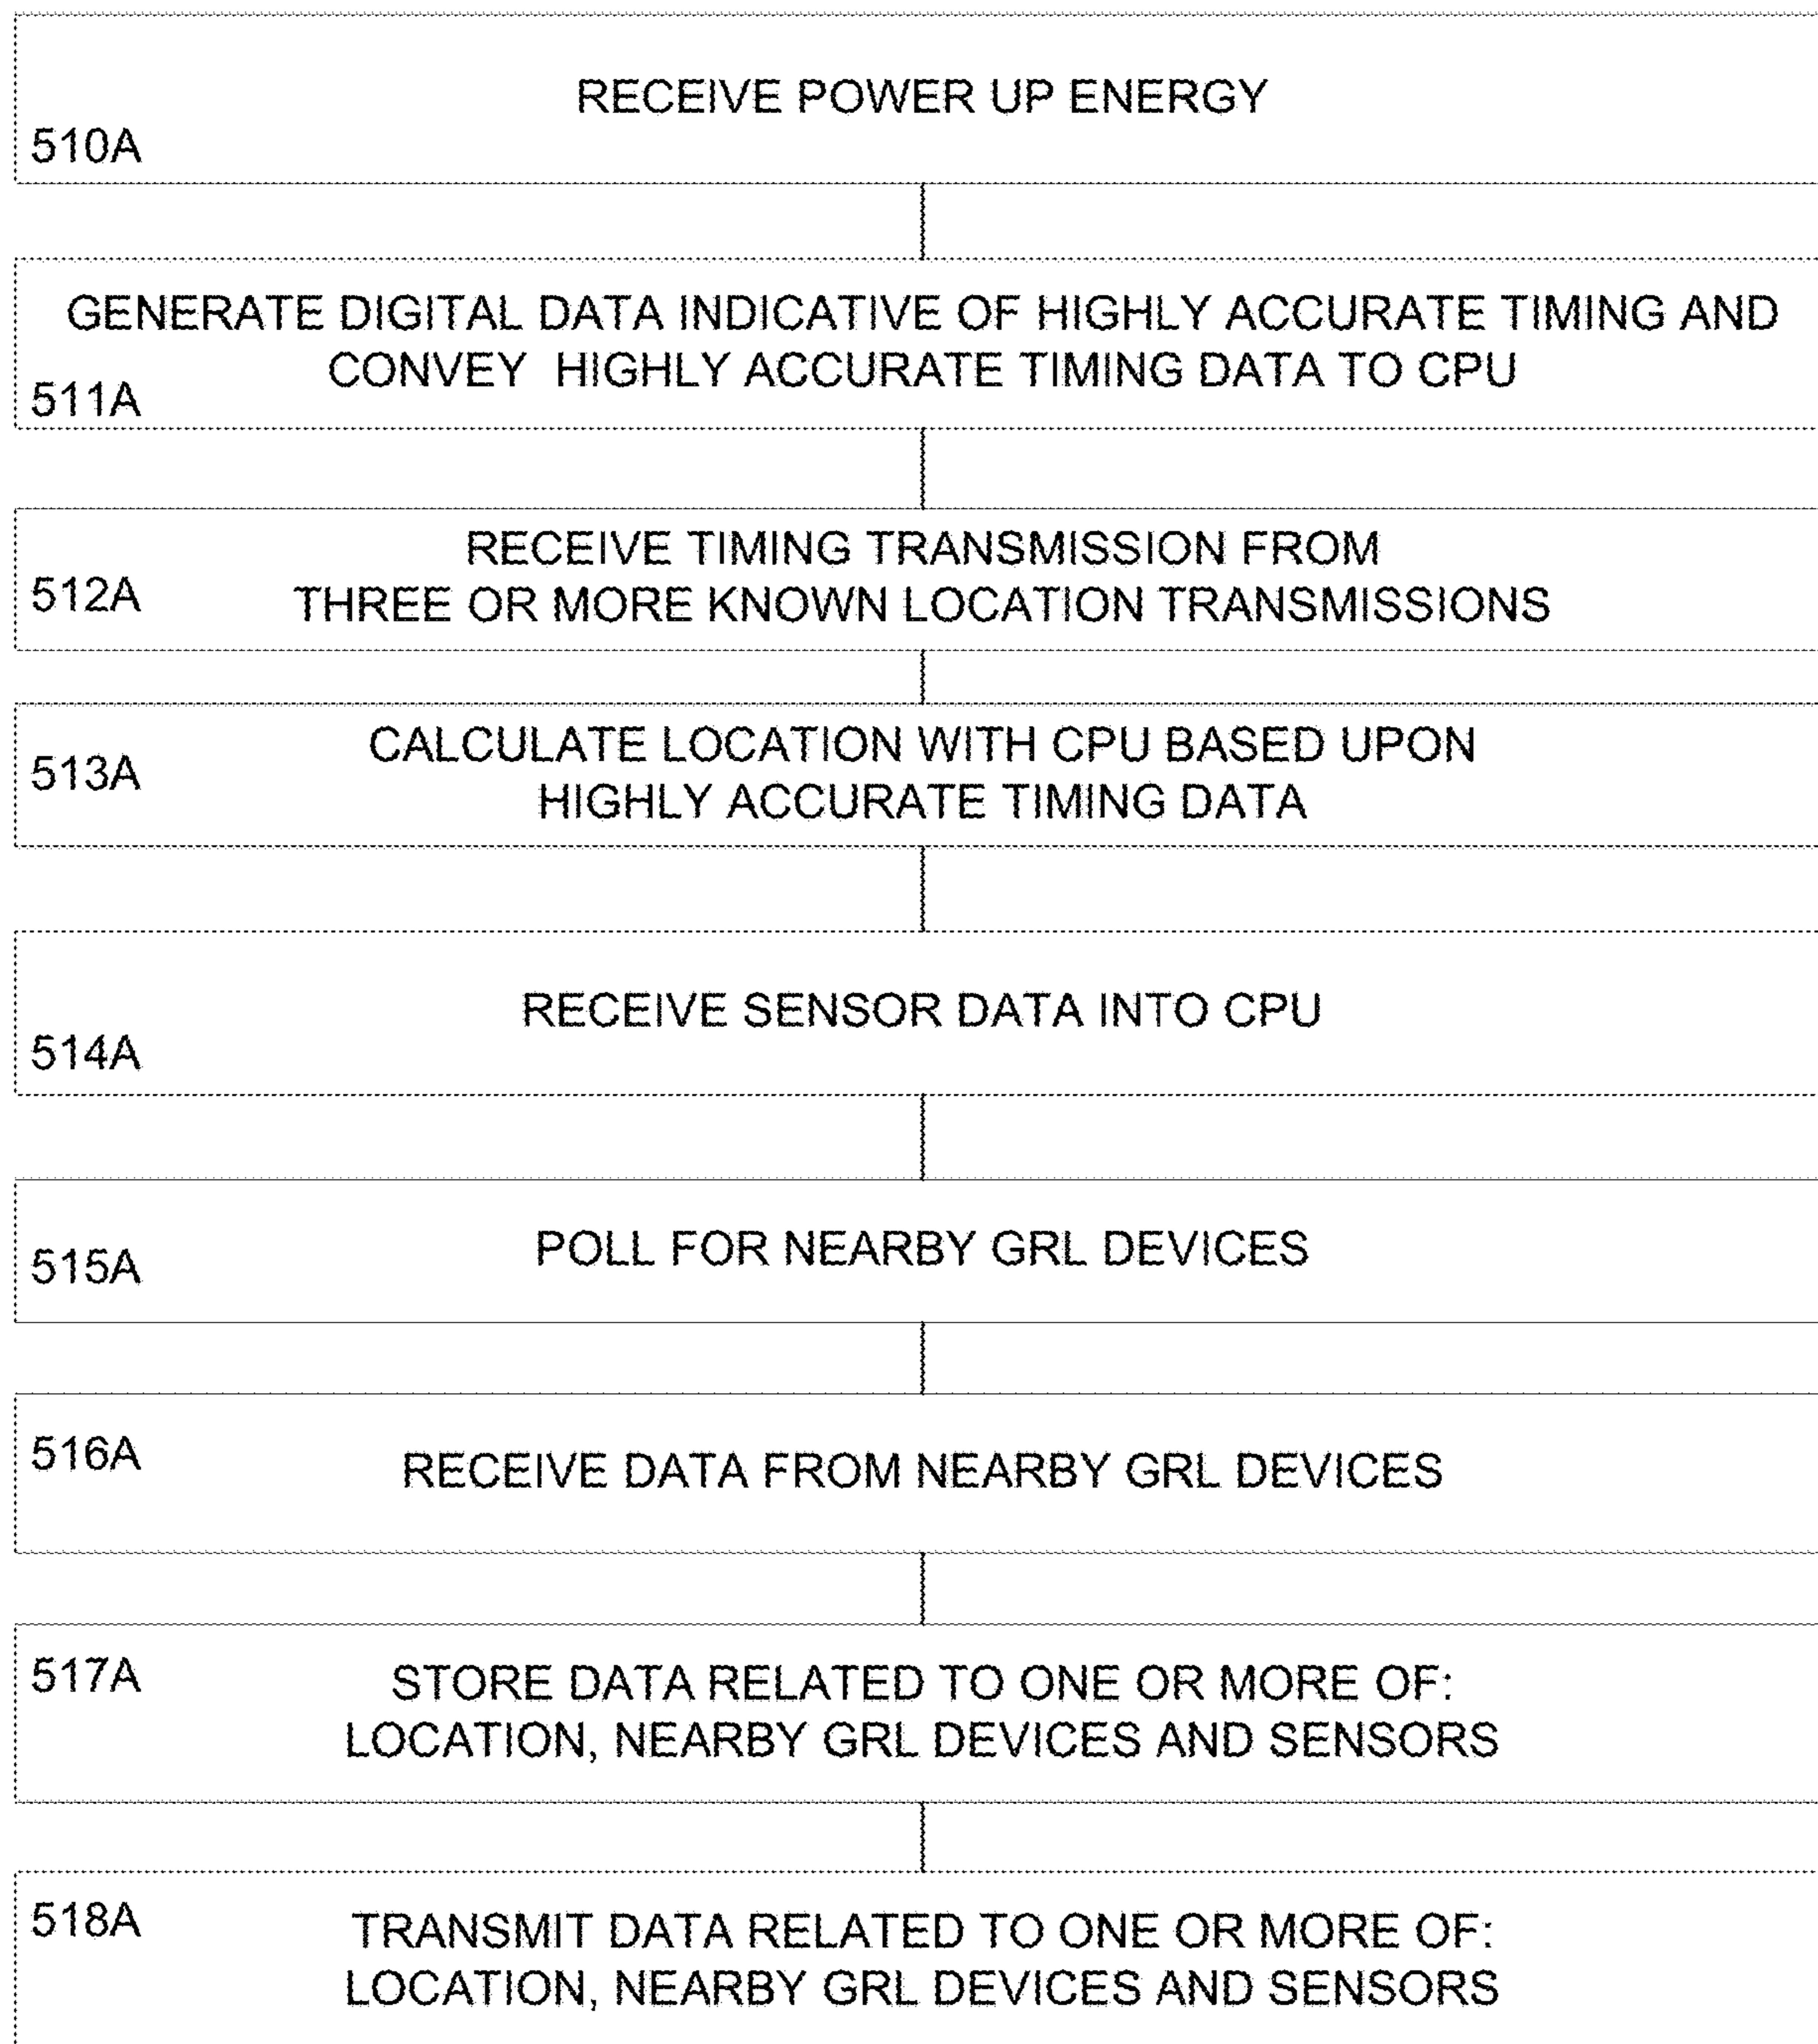 RECEIVE POWER UP ENERGY
510A
GENERATE DIGITAL DATA INDICATIVE OF HIGHLY ACCURATE TIMING AND
CONVEY HIGHLY ACCURATE TIMING DATA TO CPU
511A
RECEIVE TIMING TRANSMISSION FROM
512A
THREE OR MORE KNOWN LOCATION TRANSMISSIONS
CALCULATE LOCATION WITH CPU BASED UPON
513A
HIGHLY ACCURATE TIMING DATA
RECEIVE SENSOR DATA INTO CPU
514A
POLL FOR NEARBY GRL DEVICES
515A
516A
RECEIVE DATA FROM NEARBY GRL DEVICES
517A
STORE DATA RELATED TO ONE OR MORE OF:
LOCATION, NEARBY GRL DEVICES AND SENSORS
518A
TRANSMIT DATA RELATED TO ONE OR MORE OF:
LOCATION, NEARBY GRL DEVICES AND SENSORS